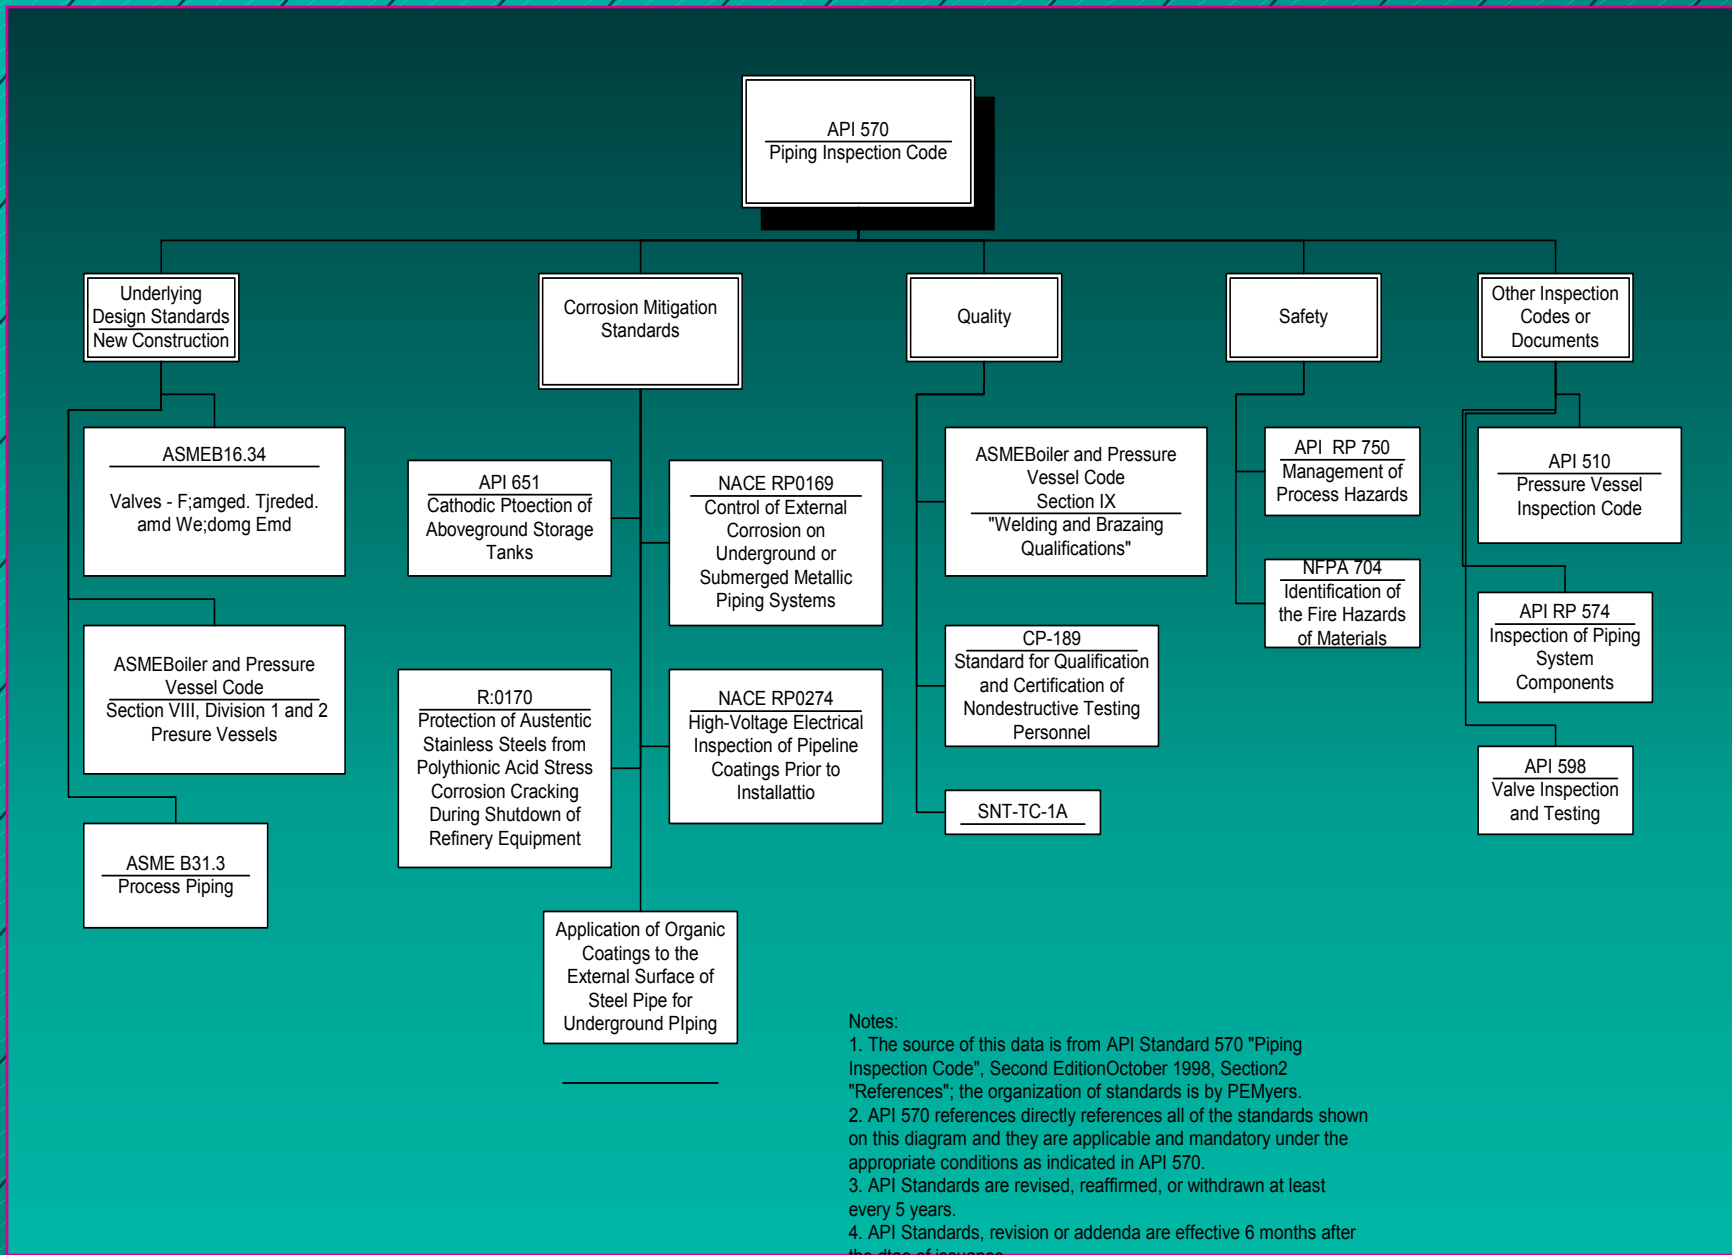 API 570
Piping Inspection Code
Underlying
Design Standards
New Construction
Corrosion Mitigation
Standards
Quality
Safety
Other Inspection
Codes or
Documents
ASMEB16.34
Valves - F;amged. Tjreded.
amd We;domg Emd
ASMEBoiler and Pressure
Vessel Code
Section VIII, Division 1 and 2
Presure Vessels
ASME B31.3
Process Piping
API 651
Cathodic Ptoection of
Aboveground Storage
Tanks
NACE RP0169
Control of External
Corrosion on
Underground or
Submerged Metallic
Piping Systems
R:0170
Protection of Austentic
Stainless Steels from
Polythionic Acid Stress
Corrosion Cracking
During Shutdown of
Refinery Equipment
NACE RP0274
High-Voltage Electrical
Inspection of Pipeline
Coatings Prior to
Installattio
Application of Organic
Coatings to the
External Surface of
Steel Pipe for
Underground PIping
ASMEBoiler and Pressure
Vessel Code
Section IX
"Welding and Brazaing
Qualifications"
CP-189
Standard for Qualification
and Certification of
Nondestructive Testing
Personnel
SNT-TC-1A
API RP 750
Management of
Process Hazards
NFPA 704
Identification of
the Fire Hazards
of Materials
API 510
Pressure Vessel
Inspection Code
API RP 574
Inspection of Piping
System
Components
API 598
Valve Inspection
and Testing
Notes:
1. The source of this data is from API Standard 570 "Piping
Inspection Code", Second EditionOctober 1998, Section2
"References"; the organization of standards is by PEMyers.
2. API 570 references directly references all of the standards shown
on this diagram and they are applicable and mandatory under the
appropriate conditions as indicated in API 570.
3. API Standards are revised, reaffirmed, or withdrawn at least
every 5 years.
4. API Standards, revision or addenda are effective 6 months after
the dtae of issuance